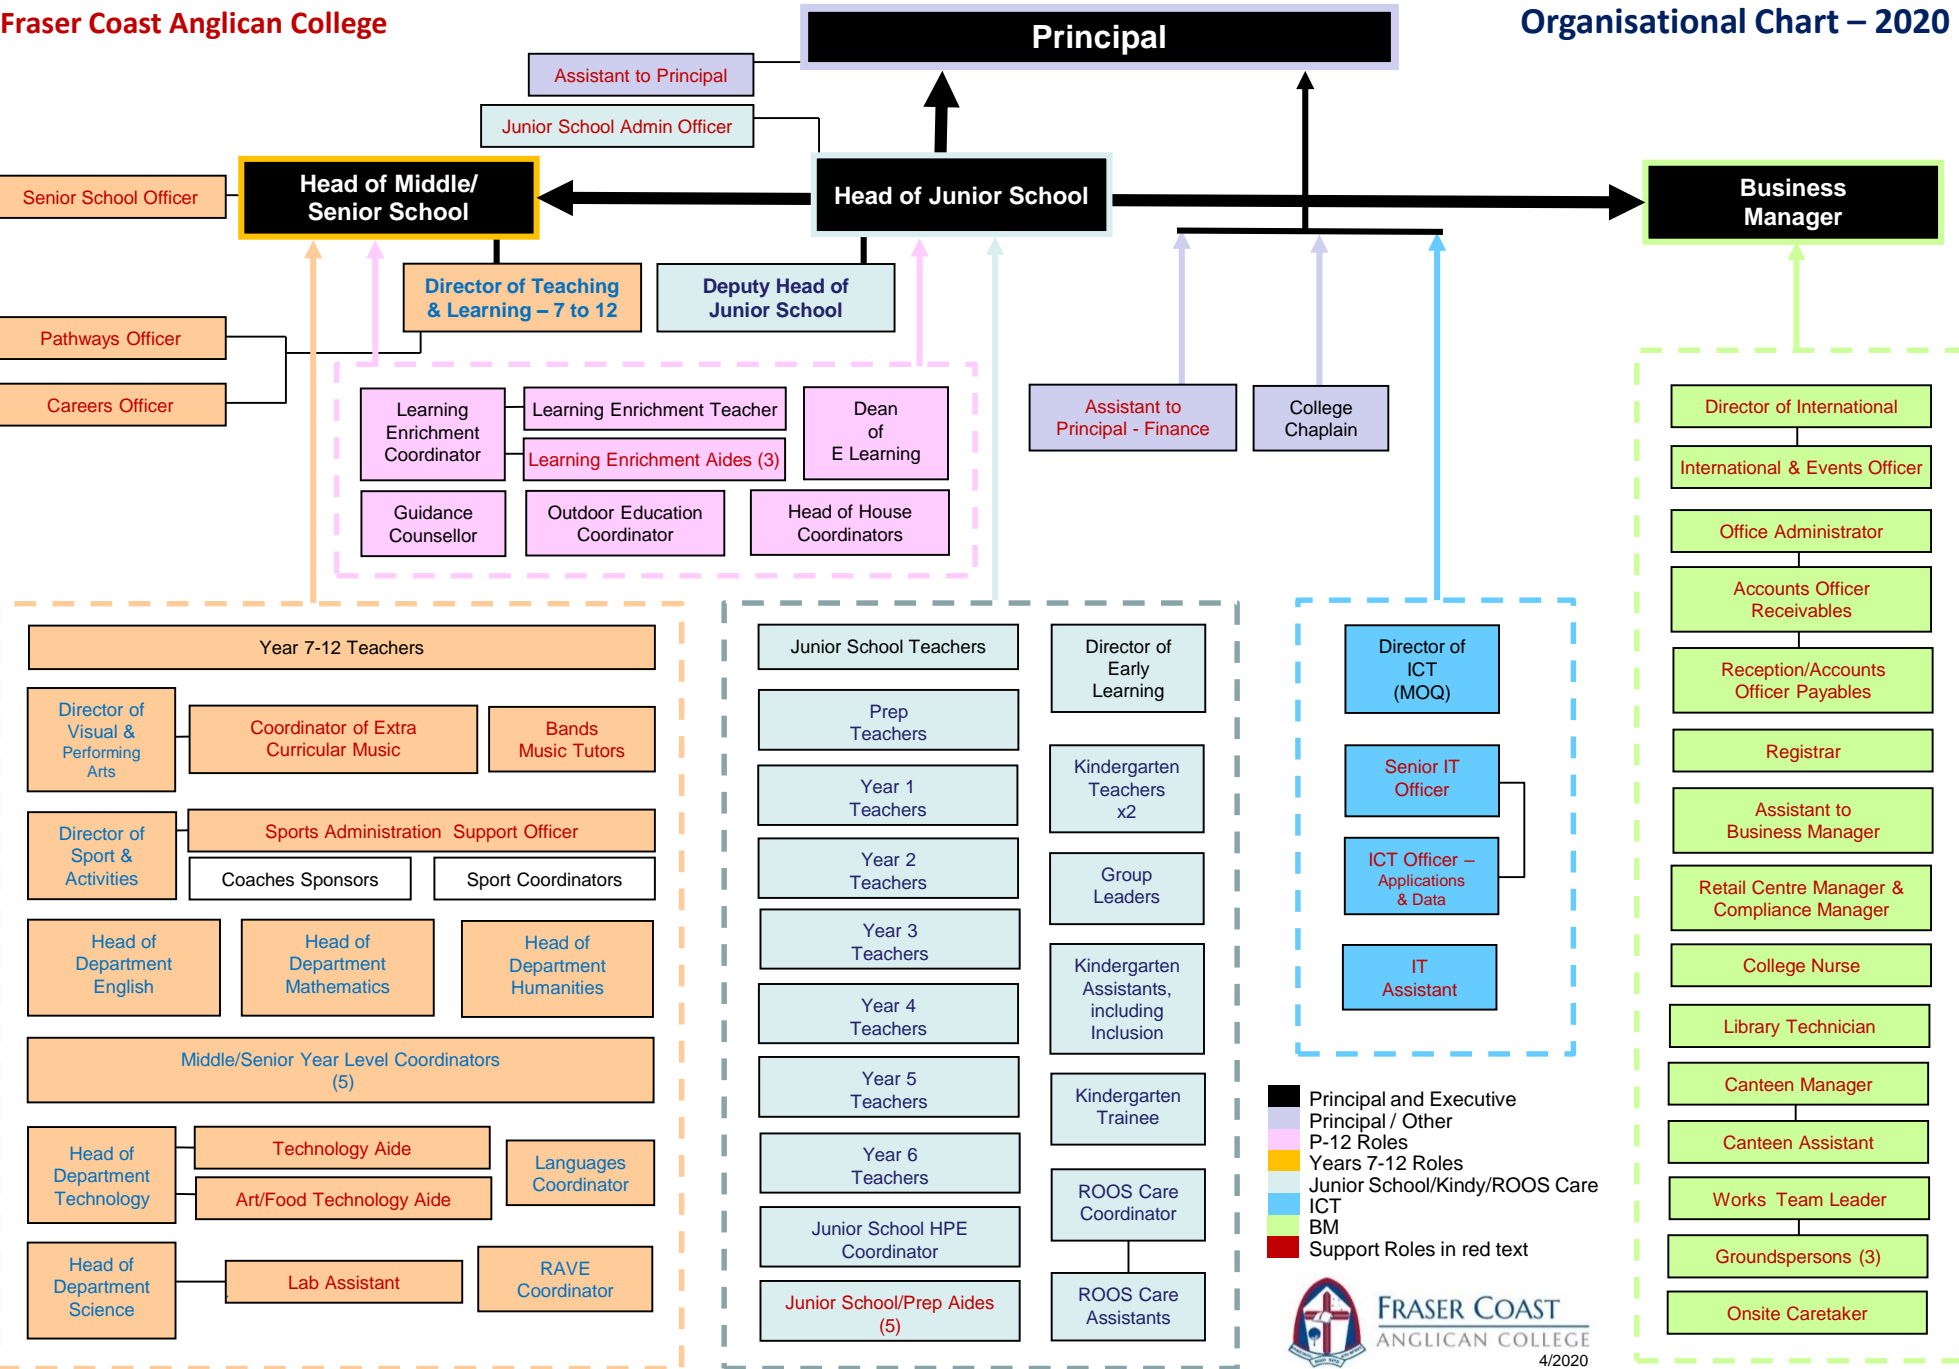 Fraser Coast Anglican College
Organisational Chart – 2020
Principal
Assistant to Principal
Junior School Admin Officer
Senior School Officer
Head of Middle/
Senior School
Head of Junior School
Business
Manager
Director of Teaching
& Learning – 7 to 12
Deputy Head of
Junior School
Pathways Officer
Careers Officer
Learning
Enrichment
Coordinator
Learning Enrichment Teacher
Learning Enrichment Aides (3)
Dean
of
E Learning
Guidance
Counsellor
Outdoor Education
Coordinator
Head of House
Coordinators
Assistant to
Principal - Finance
College
Chaplain
Year 7-12 Teachers
Director of
Visual &
Performing
Arts
Coordinator of Extra
Curricular Music
Bands
Music Tutors
Director of
Sport &
Activities
Sports Administration Support Officer
Coaches Sponsors
Sport Coordinators
Head of
Department
English
Head of
Department
Mathematics
Head of
Department
Humanities
Middle/Senior Year Level Coordinators
(5)
Head of
Department
Technology
Technology Aide
Art/Food Technology Aide
Languages
Coordinator
Head of
Department
Science
Lab Assistant
RAVE
Coordinator
Junior School Teachers
Prep
Teachers
Year 1
Teachers
Year 2
Teachers
Year 3
Teachers
Year 4
Teachers
Year 5
Teachers
Year 6
Teachers
Junior School HPE
Coordinator
Junior School/Prep Aides
(5)
Director of
Early
Learning
Kindergarten
Teachers
x2
Group
Leaders
Kindergarten
Assistants,
including
Inclusion
Kindergarten
Trainee
ROOS Care
Coordinator
ROOS Care
Assistants
Director of
ICT
(MOQ)
Senior IT
Officer
ICT Officer –
Applications
& Data
IT
Assistant
Director of International
International & Events Officer
Office Administrator
Accounts Officer
Receivables
Reception/Accounts
Officer Payables
Registrar
Assistant to
Business Manager
Retail Centre Manager &
Compliance Manager
College Nurse
Library Technician
Canteen Manager
Canteen Assistant
Works Team Leader
Groundspersons (3)
Onsite Caretaker
Principal and Executive
Principal / Other
P-12 Roles
Years 7-12 Roles
Junior School/Kindy/ROOS Care
ICT
BM
Support Roles in red text
FRASER COAST
ANGLICAN COLLEGE
4/2020